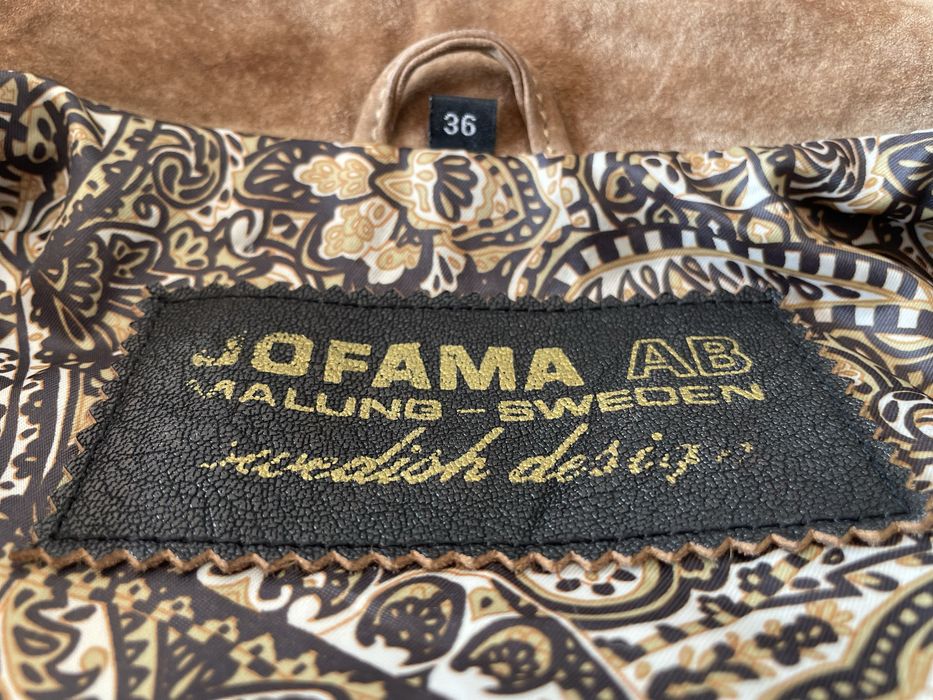 36
JOFAMA AB
MALUNG - SWEDEN
swedish design